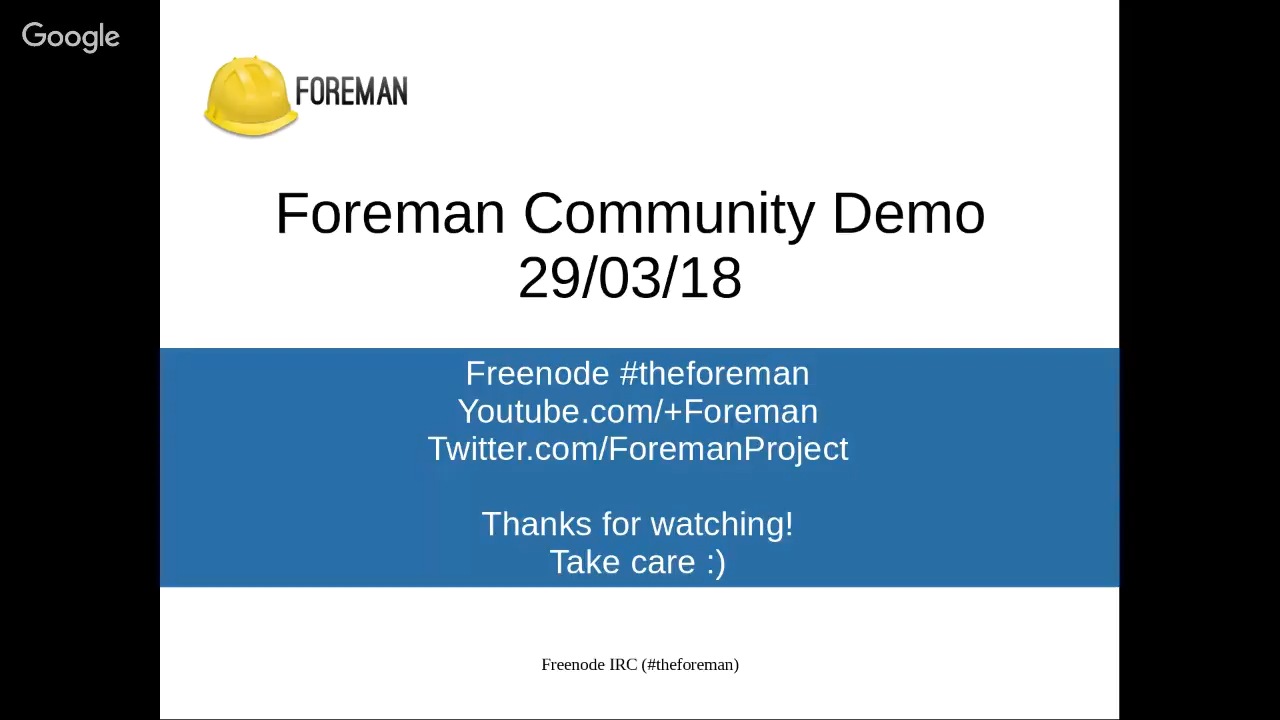 Google
FOREMAN
Foreman Community Demo
29/03/18
Freenode #theforeman
Youtube.com/+Foreman
Twitter.com/ForemanProject
Thanks for watching!
Take care :)
Freenode IRC (#theforeman)